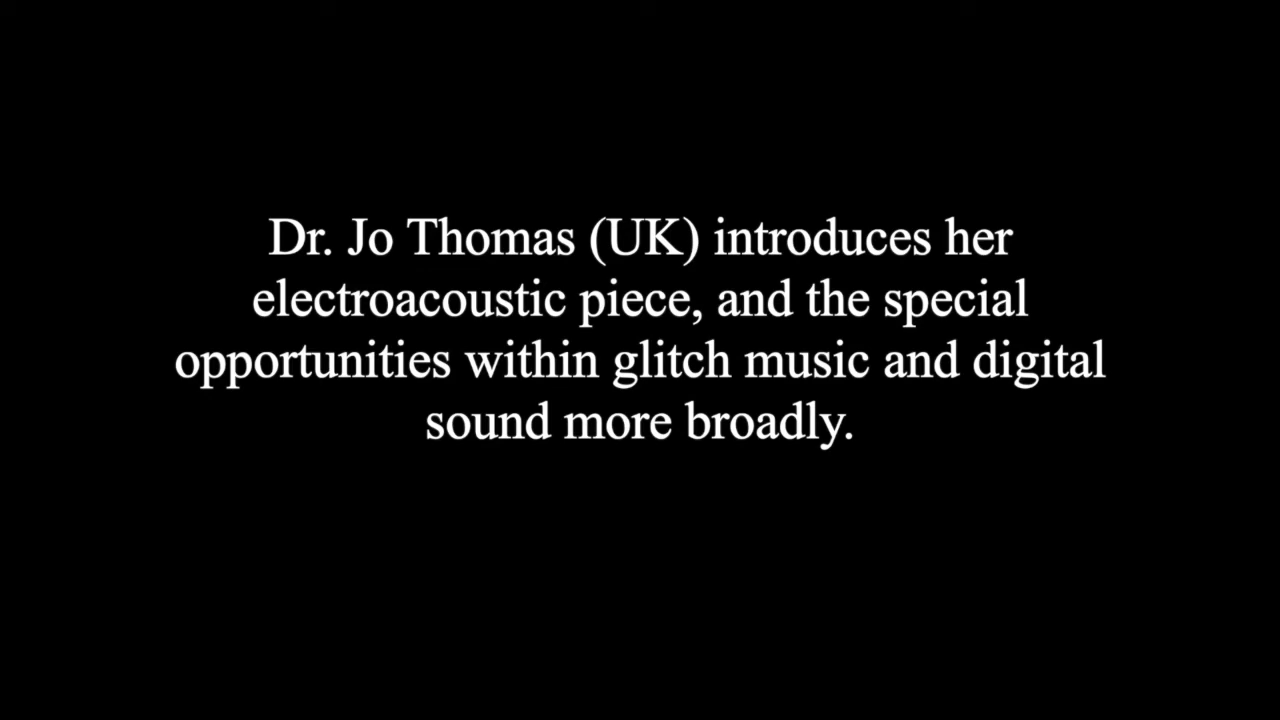 Dr. Jo Thomas (UK) introduces her
electroacoustic piece, and the special
opportunities within glitch music and digital
sound more broadly.